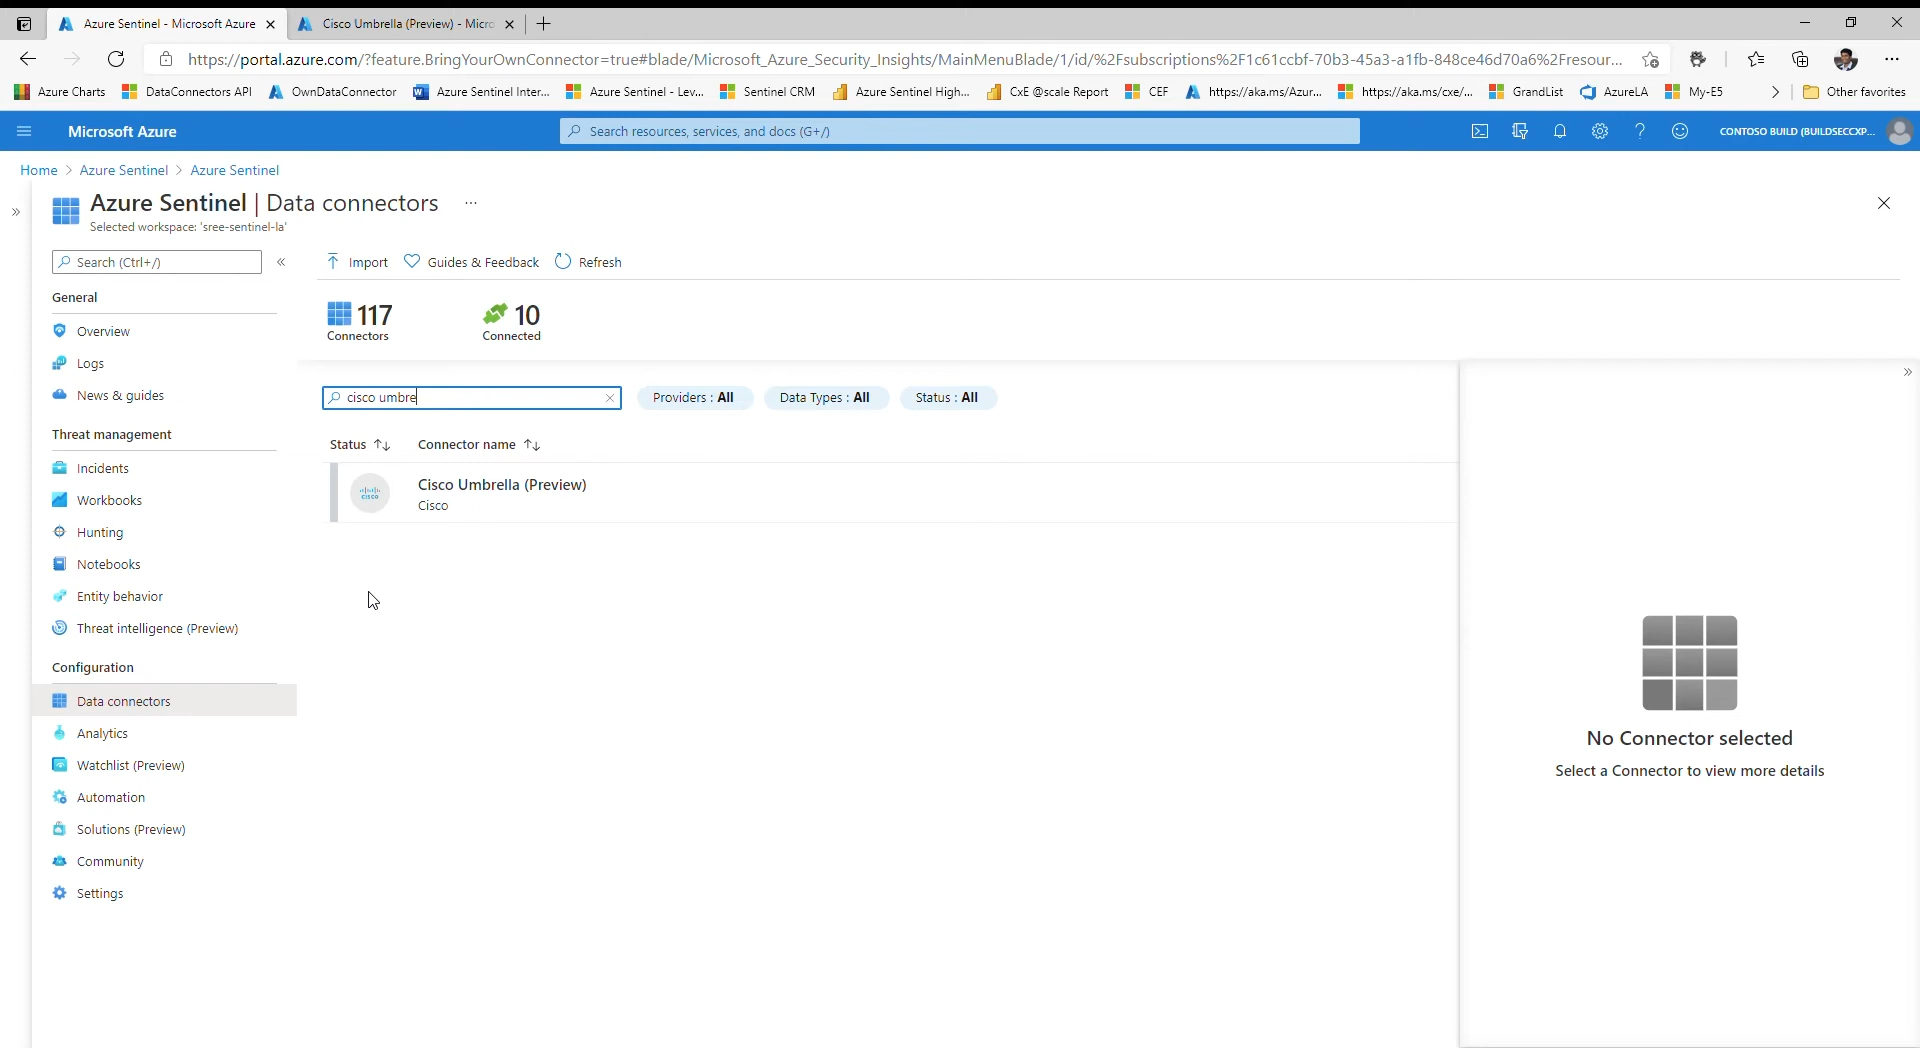 Azure Sentinel - Microsoft Azure
Cisco Umbrella (Preview) - Micro
https://portal.azure.com/?feature.BringYourOwnConnector=true#blade/Microsoft_Azure_Security_Insights/MainMenuBlade/1/id/%2Fsubscriptions%2F1c61ccbf-70b3-45a3-a1fb-848ce46d70a6%2Fresour...
Azure Charts
DataConnectors API
OwnDataConnector
Azure Sentinel Inter...
Azure Sentinel - Lev...
Sentinel CRM
Azure Sentinel High...
CxE @scale Report
CEF
https://aka.ms/Azur...
https://aka.ms/cxe/...
GrandList
AzureLA
My-E5
Other favorites
Microsoft Azure
Search resources, services, and docs (G+/)
CONTOSO BUILD (BUILDSECCXP...
Home > Azure Sentinel > Azure Sentinel
Azure Sentinel | Data connectors ...
Selected workspace: 'sree-sentinel-la'
Search (Ctrl+/)
«
General
Overview
Logs
News & guides
Threat management
Incidents
Workbooks
Hunting
Notebooks
Entity behavior
Threat intelligence (Preview)
Configuration
Data connectors
Analytics
Watchlist (Preview)
Automation
Solutions (Preview)
Community
Settings
Import
Guides & Feedback
Refresh
117
Connectors
10
Connected
cisco umbre
Providers : All
Data Types : All
Status : All
Status
Connector name
cisco
Cisco Umbrella (Preview)
Cisco
No Connector selected
Select a Connector to view more details